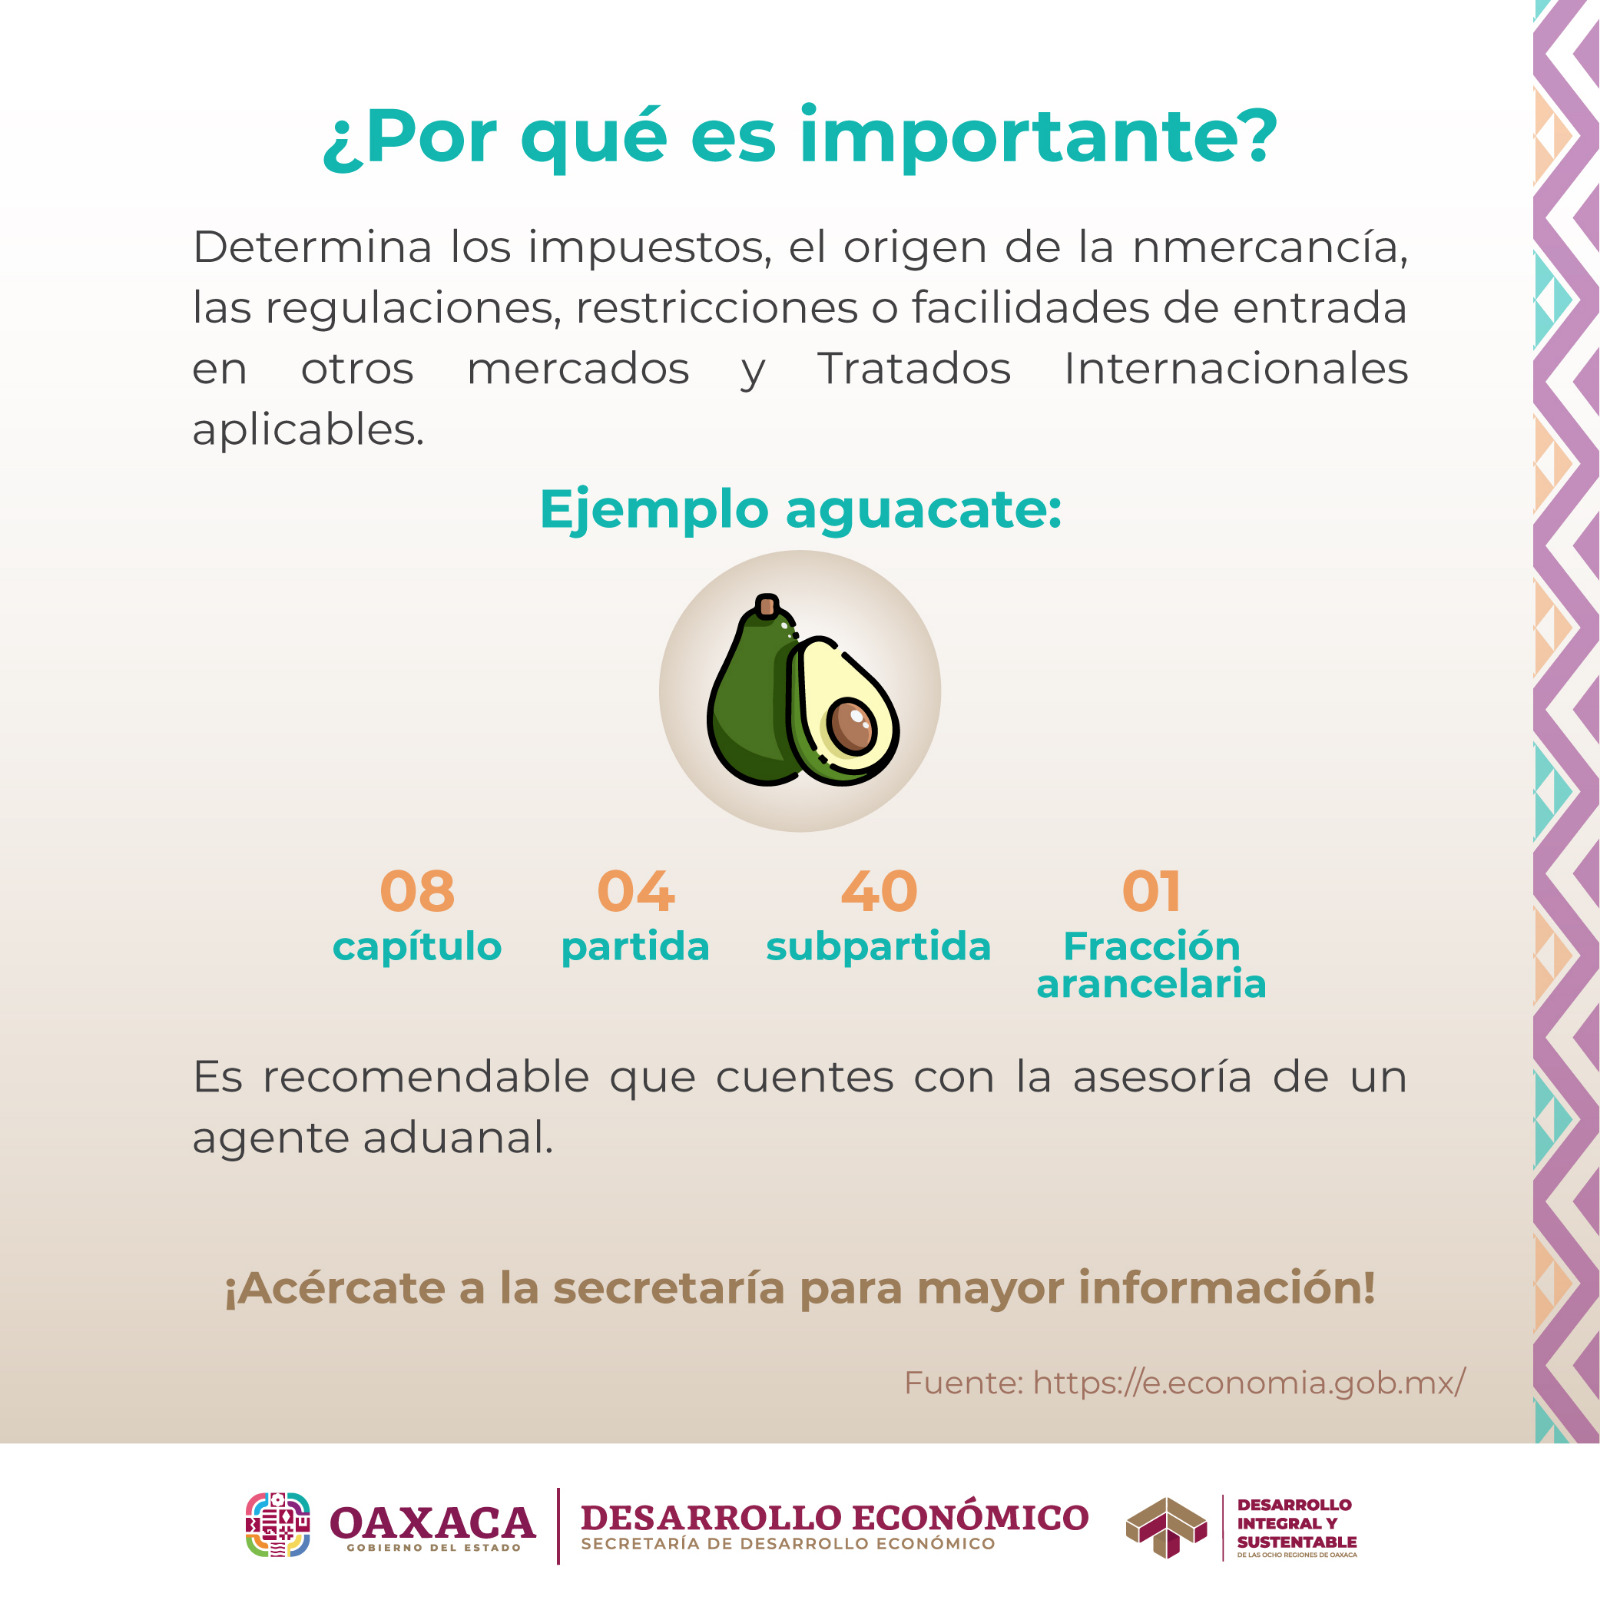 ¿Por qué es importante?
Determina los impuestos, el origen de la nmercancía,
las regulaciones, restricciones o facilidades de entrada
en otros mercados y Tratados Internacionales
aplicables.
Ejemplo aguacate:
08 04 40 01
capítulo partida subpartida Fracción
arancelaria
Es recomendable que cuentes con la asesoría de un
agente aduanal.
¡Acércate a la secretaría para mayor información!
Fuente: https://e.economia.gob.mx/
OAXACA
GOBIERNO DEL ESTADO
DESARROLLO ECONÓMICO
SECRETARÍA DE DESARROLLO ECONÓMICO
DESARROLLO
INTEGRAL Y
SUSTENTABLE
DE LAS OCHO REGIONES DE OAXACA